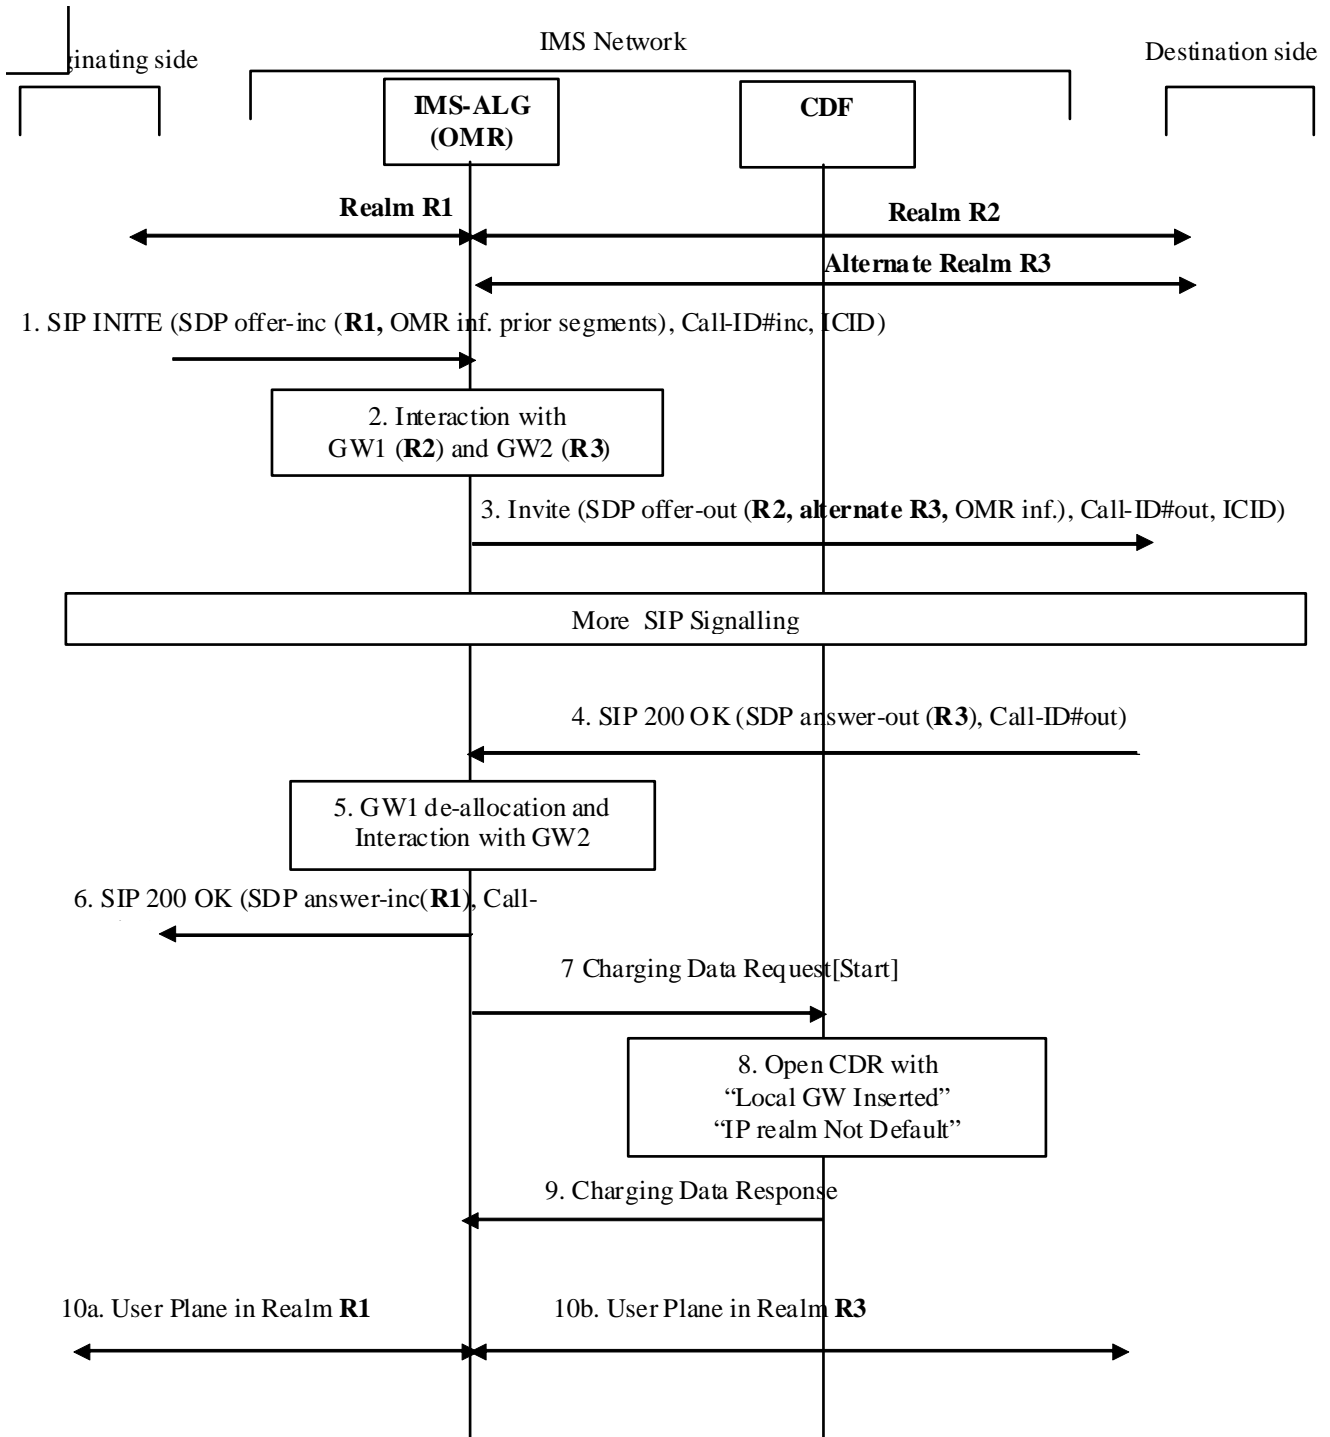 IMS Network
ginating side
Destination side
IMS-ALG
(OMR)
CDF
Realm R1
Realm R2
Alternate Realm R3
1. SIP INITE (SDP offer-inc (R1, OMR inf. prior segments), Call-ID#inc, ICID)
2. Interaction with
GW1 (R2) and GW2 (R3)
3. Invite (SDP offer-out (R2, alternate R3, OMR inf.), Call-ID#out, ICID)
More SIP Signalling
4. SIP 200 OK (SDP answer-out (R3), Call-ID#out)
5. GW1 de-allocation and
Interaction with GW2
6. SIP 200 OK (SDP answer-inc(R1), Call-
7 Charging Data Request[Start]
8. Open CDR with
“Local GW Inserted”
“IP realm Not Default”
9. Charging Data Response
10a. User Plane in Realm R1
10b. User Plane in Realm R3